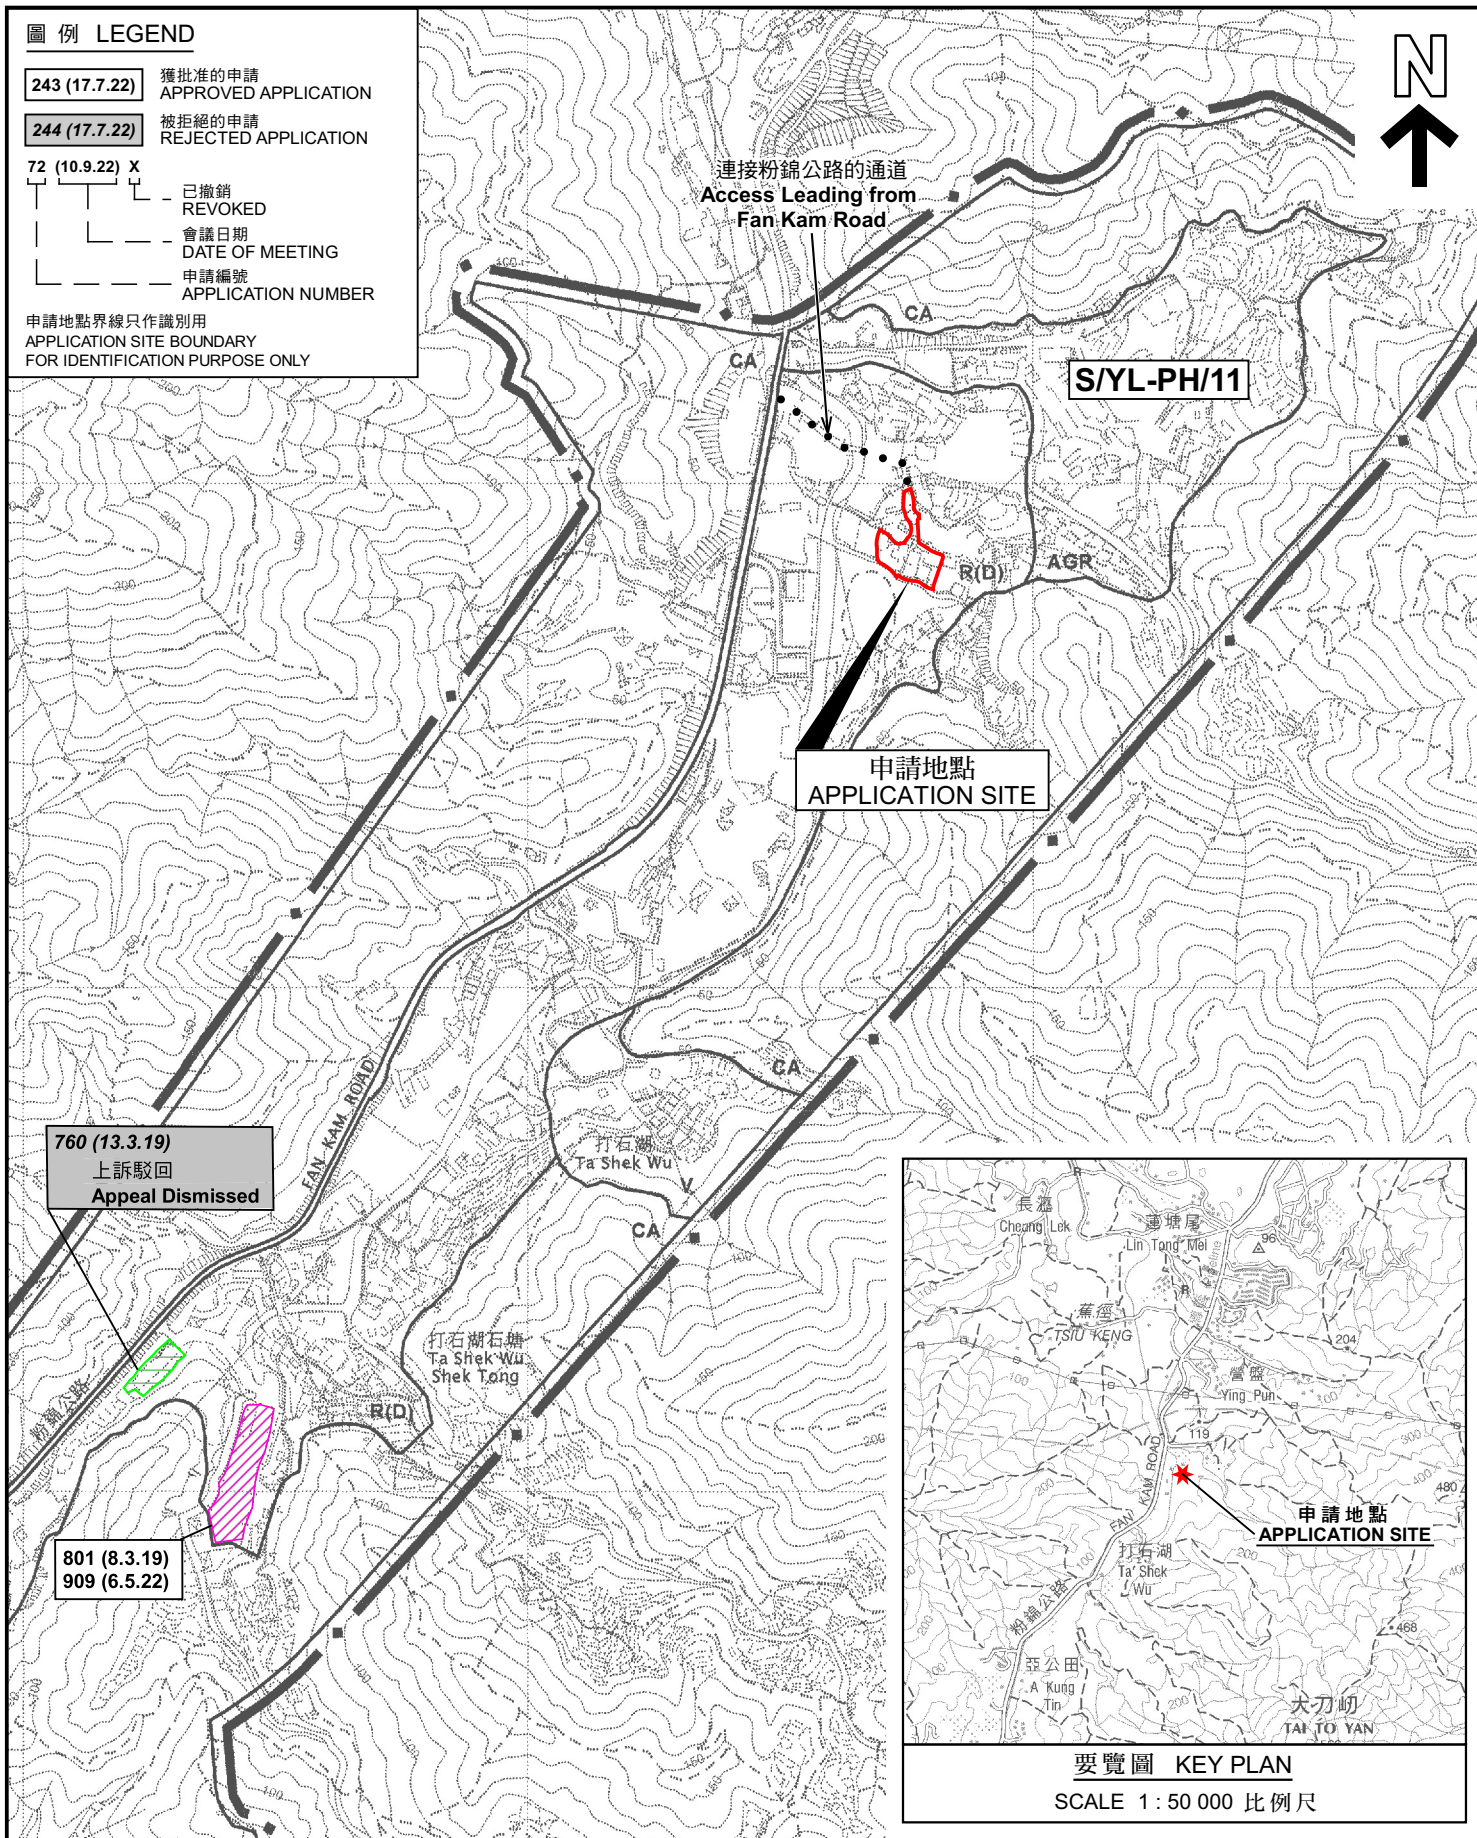 圖例 LEGEND
243 (17.7.22)
獲批准的申請
APPROVED APPLICATION
244 (17.7.22)
被拒絕的申請
REJECTED APPLICATION
72 (10.9.22) X
已撤銷
REVOKED
會議日期
DATE OF MEETING
申請編號
APPLICATION NUMBER
申請地點界線只作識別用
APPLICATION SITE BOUNDARY
FOR IDENTIFICATION PURPOSE ONLY
N
連接粉錦公路的通道
Access Leading from
Fan Kam Road
CA
CA
S/YL-PH/11
R(D)
AGR
申請地點
APPLICATION SITE
FAN KAM ROAD
CA
打石湖
Ta Shek Wu
V
CA
760 (13.3.19)
上訴駁回
Appeal Dismissed
打石湖石塘
Ta Shek Wu
Shek Tong
R(D)
粉錦公路
801 (8.3.19)
909 (6.5.22)
長瀝
Cheung Lek
蓮塘尾
Lin Tong Mei
96
蕉徑
TSIU KENG
204
營盤
Ying Pun
119
FAN KAM ROAD
480
申請地點
APPLICATION SITE
打石湖
Ta Shek
Wu
粉錦公路
468
亞公田
A Kung
Tin
大刀屻
TAI TO YAN
要覽圖 KEY PLAN
SCALE 1 : 50 000 比例尺